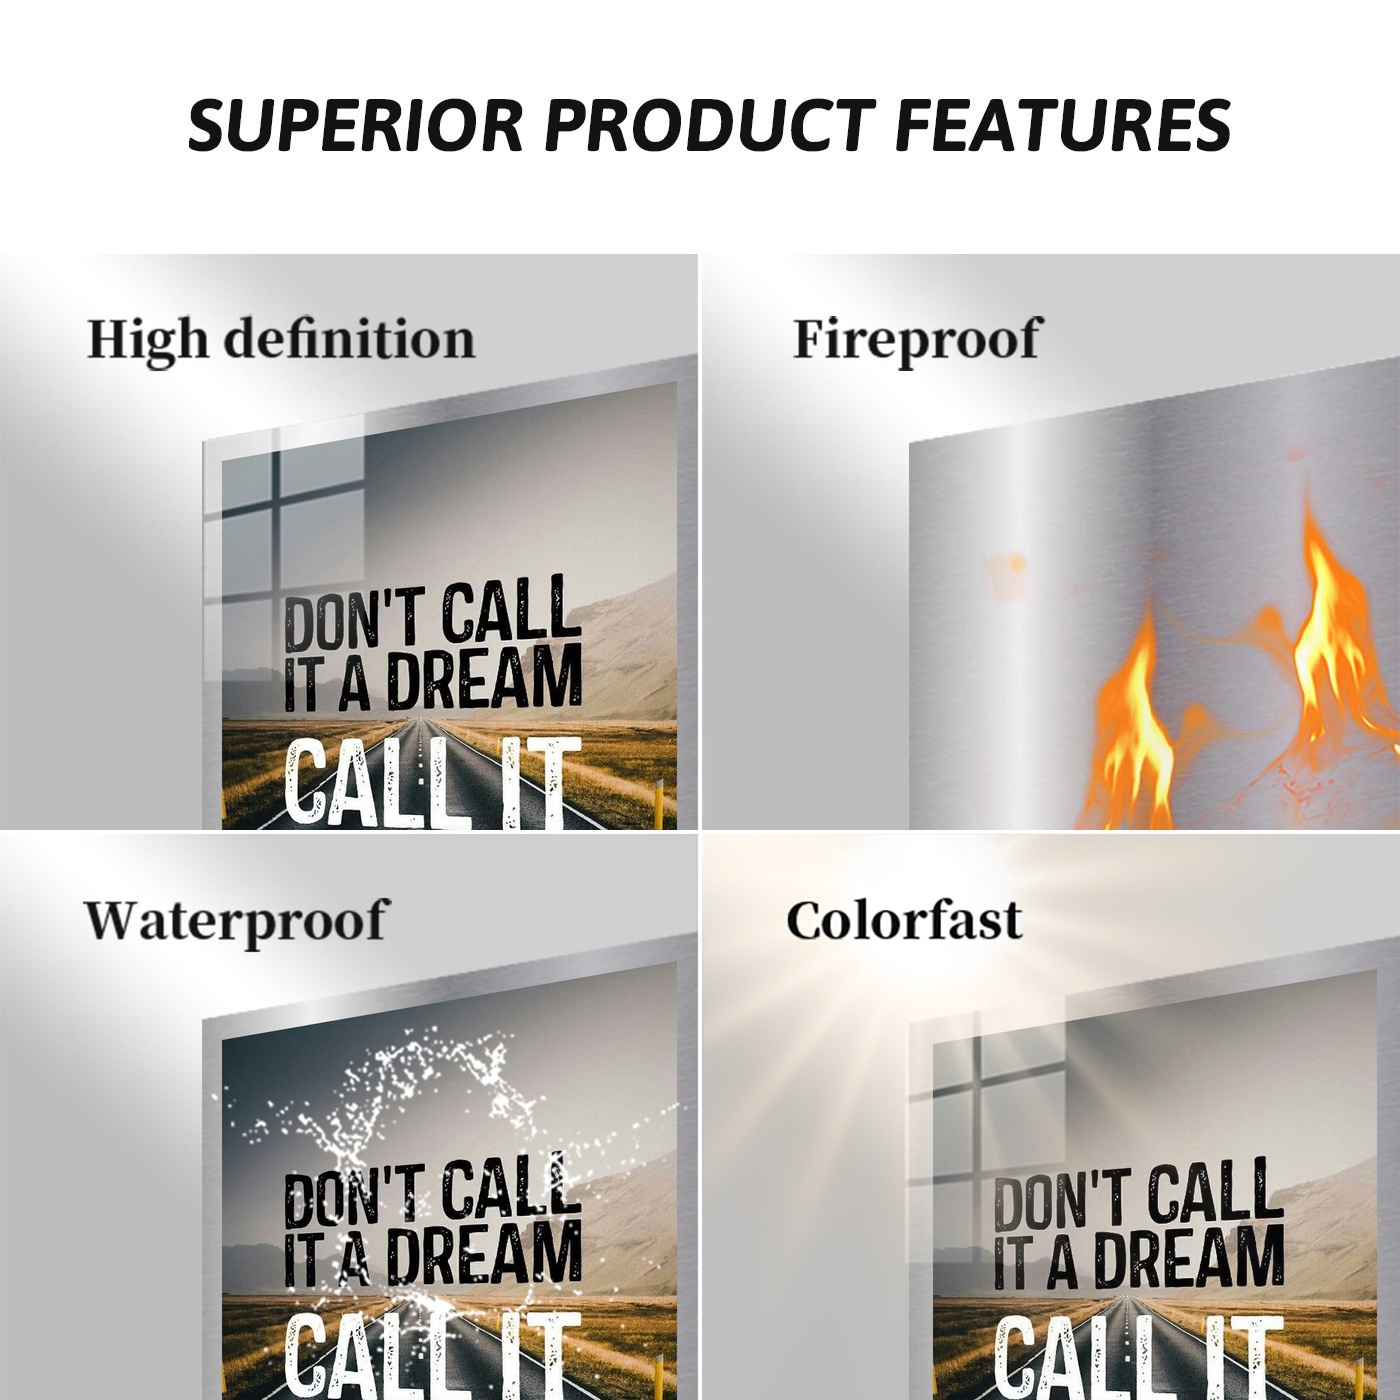 SUPERIOR PRODUCT FEATURES
High definition
Fireproof
DON'T CALL
IT A DREAM
CALL IT
Waterproof
Colorfast
DON'T CALL
IT A DREAM
CALL IT
DON'T CALL
IT A DREAM
CALL IT